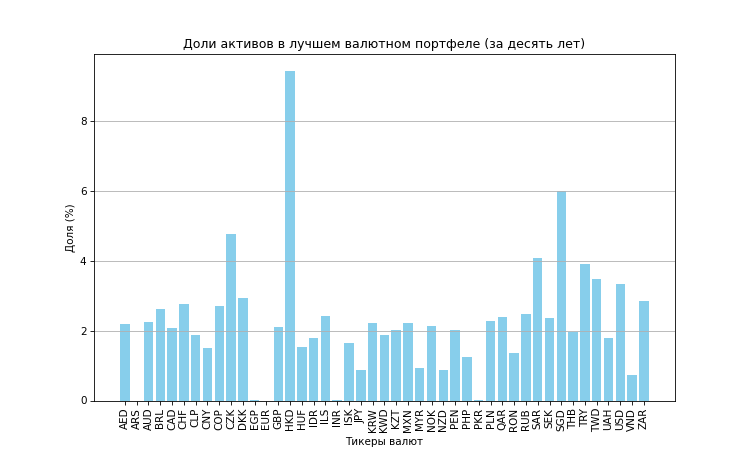 Доли активов в лучшем валютном портфеле (за десять лет)
Доля (%)
8
6
4
2
0
AED ARS AUD BRL CAD CHF CLP CNY COP CZK DKK EGP EUR GBP HKD HUF IDR ILS INR ISK JPY KRW KWD KZT MXN MYR NOK NZD PEN PHP PKR PLN QAR RON RUB SAR SEK SGD THB TRY TWD UAH USD VND ZAR
Тикеры валют